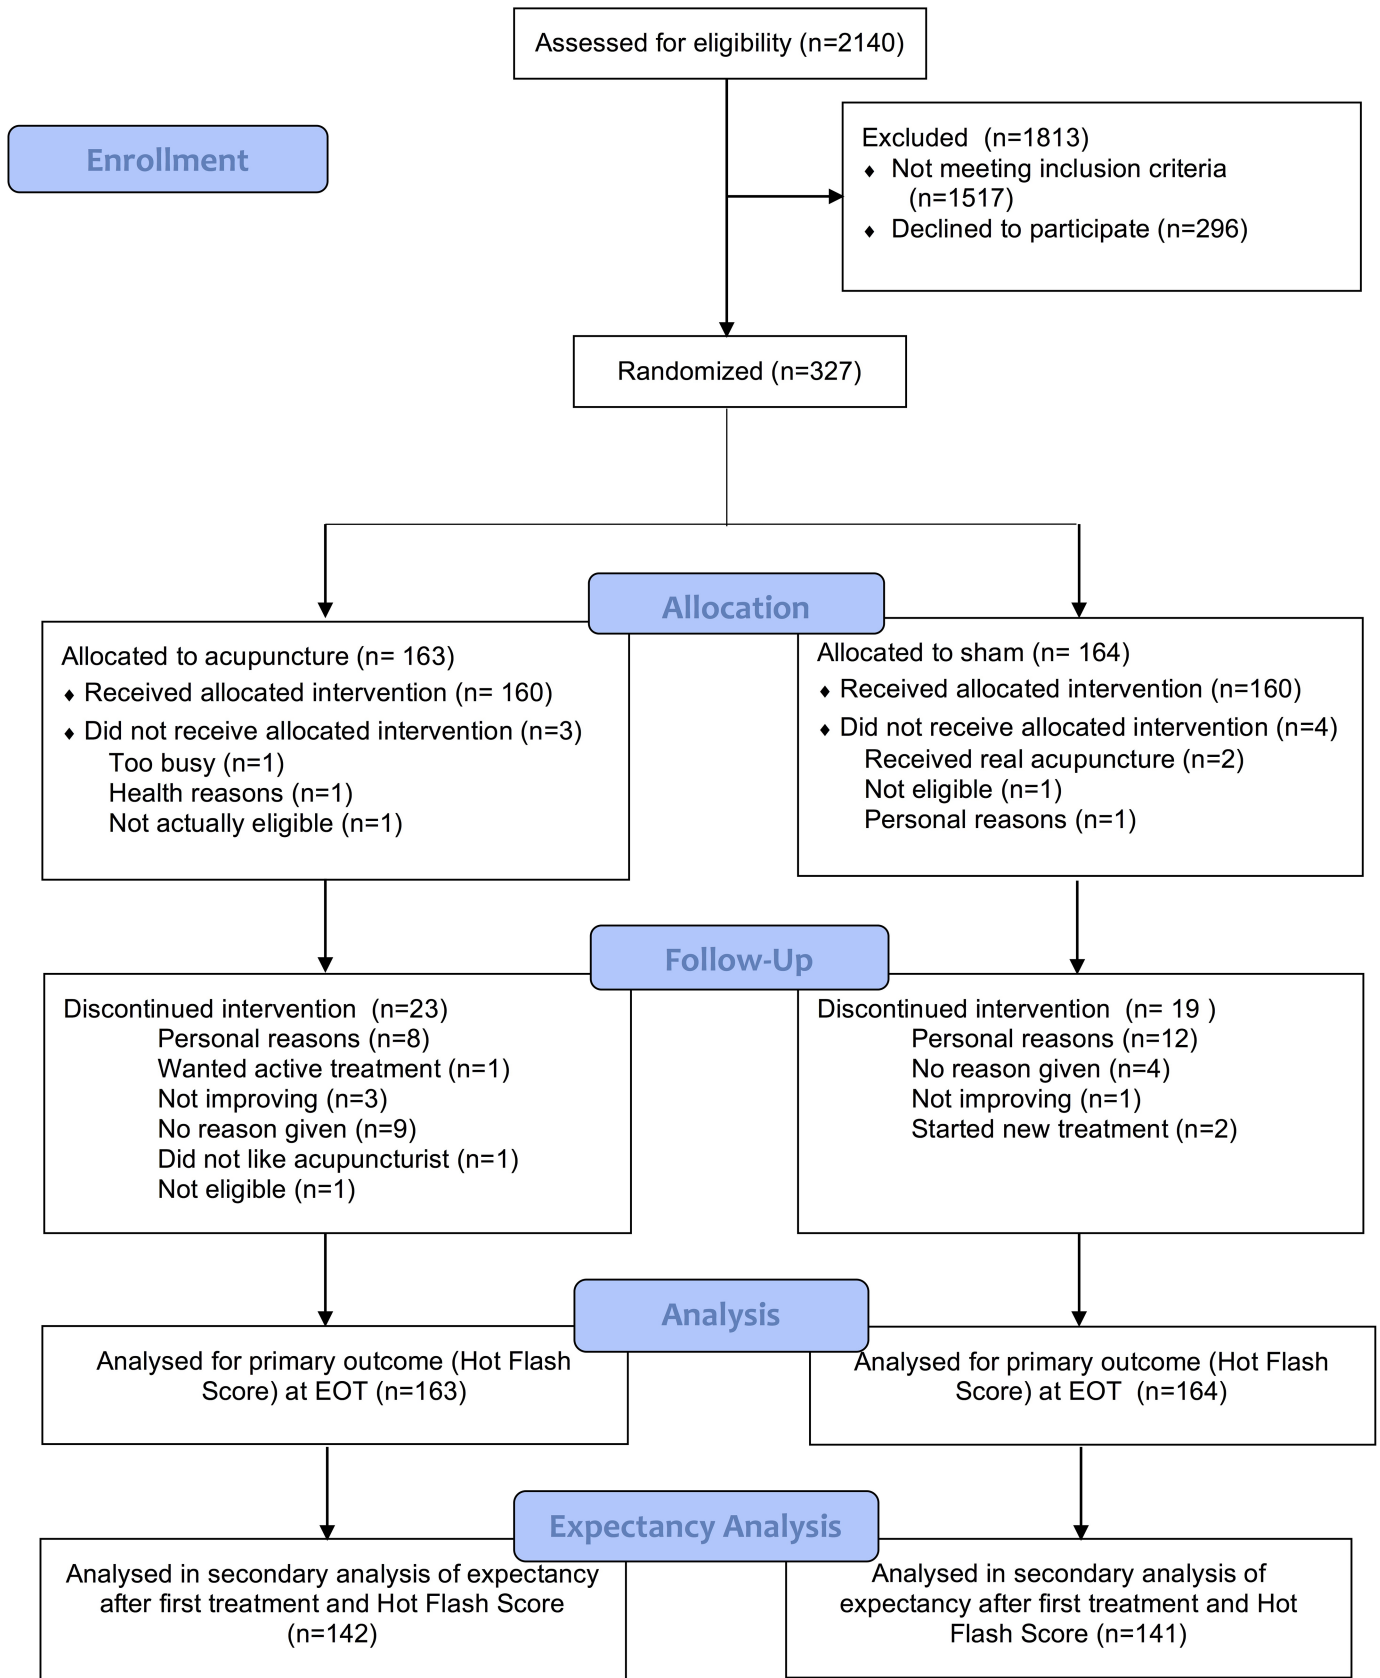 Assessed for eligibility (n=2140)
Enrollment
Excluded (n=1813)
♦ Not meeting inclusion criteria
(n=1517)
♦ Declined to participate (n=296)
Randomized (n=327)
Allocation
Allocated to acupuncture (n= 163)
♦ Received allocated intervention (n= 160)
♦ Did not receive allocated intervention (n=3)
Too busy (n=1)
Health reasons (n=1)
Not actually eligible (n=1)
Allocated to sham (n= 164)
♦ Received allocated intervention (n=160)
♦ Did not receive allocated intervention (n=4)
Received real acupuncture (n=2)
Not eligible (n=1)
Personal reasons (n=1)
Follow-Up
Discontinued intervention (n=23)
Personal reasons (n=8)
Wanted active treatment (n=1)
Not improving (n=3)
No reason given (n=9)
Did not like acupuncturist (n=1)
Not eligible (n=1)
Discontinued intervention (n= 19 )
Personal reasons (n=12)
No reason given (n=4)
Not improving (n=1)
Started new treatment (n=2)
Analysis
Analysed for primary outcome (Hot Flash
Score) at EOT (n=163)
Analysed for primary outcome (Hot Flash
Score) at EOT (n=164)
Expectancy Analysis
Analysed in secondary analysis of expectancy
after first treatment and Hot Flash Score
(n=142)
Analysed in secondary analysis of
expectancy after first treatment and Hot
Flash Score (n=141)